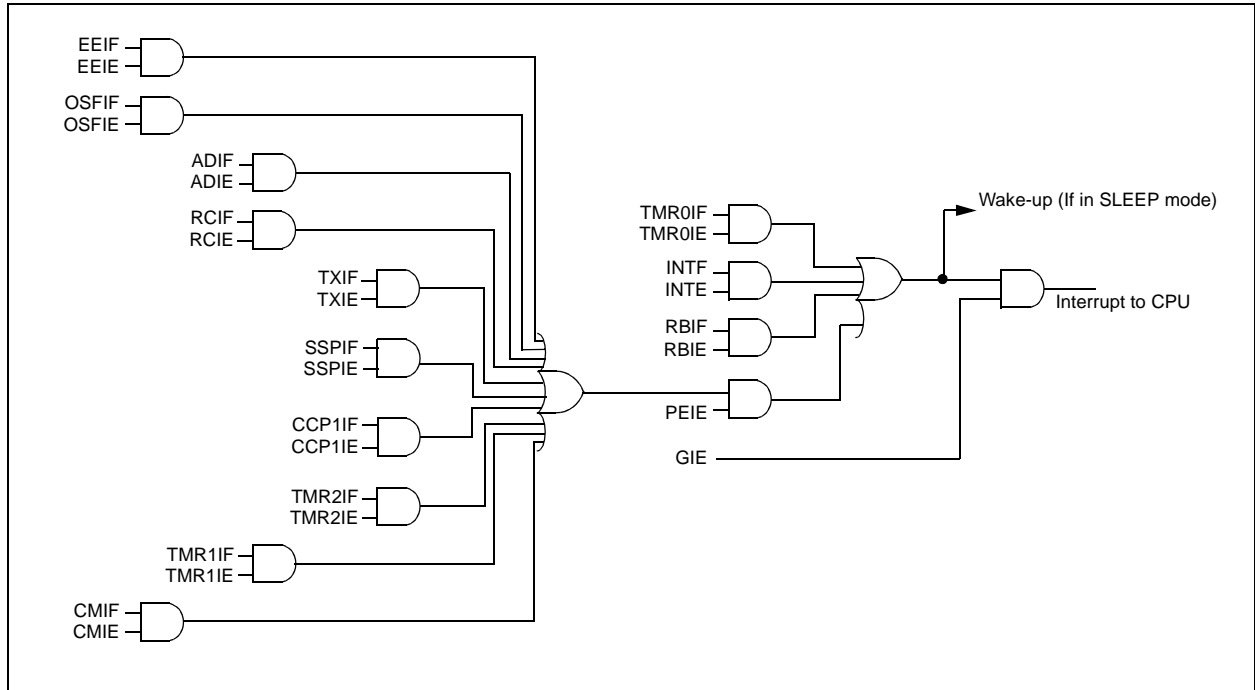 EEIF
EEIE
OSFIF
OSFIE
ADIF
ADIE
RCIF
RCIE
TXIF
TXIE
SSPIF
SSPIE
CCP1IF
CCP1IE
TMR2IF
TMR2IE
TMR1IF
TMR1IE
CMIF
CMIE
TMR0IF
TMR0IE
INTF
INTE
RBIF
RBIE
PEIE
GIE
Wake-up (If in SLEEP mode)
Interrupt to CPU